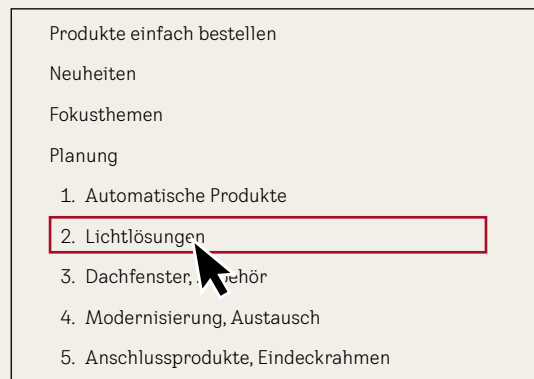 Produkte einfach bestellen
Neuheiten
Fokusthemen
Planung
1. Automatische Produkte
2. Lichtlösungen
3. Dachfenster, ehör
4. Modernisierung, Austausch
5. Anschlussprodukte, Eindeckrahmen